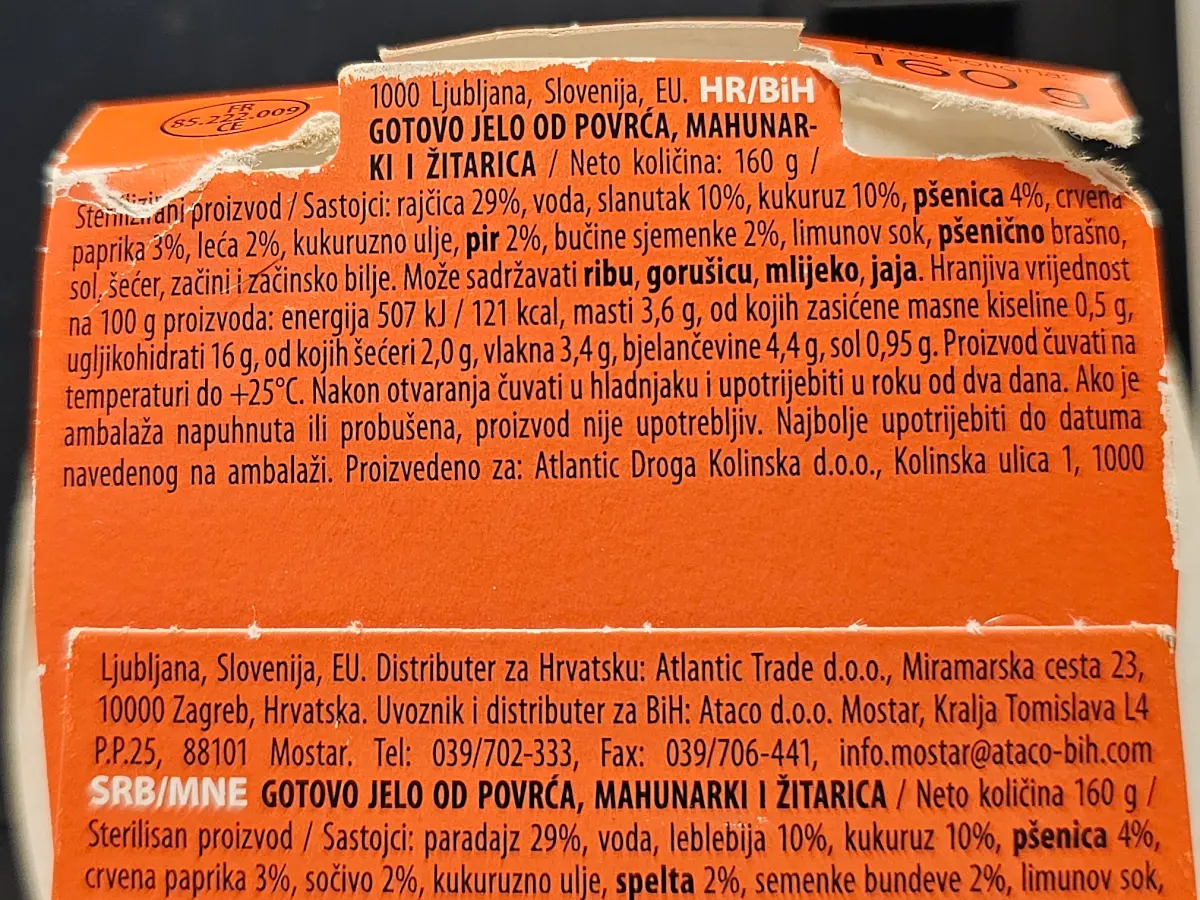 FR
85.222.009
CE
Neto količina:
160 g
1000 Ljubljana, Slovenija, EU. HR/BiH
GOTOVO JELO OD POVRĆA, MAHUNAR-
KI I ŽITARICA / Neto količina: 160 g /
Sterilizirani proizvod / Sastojci: rajčica 29%, voda, slanutak 10%, kukuruz 10%, pšenica 4%, crvena
paprika 3%, leća 2%, kukuruzno ulje, pir 2%, bučine sjemenke 2%, limunov sok, pšenično brašno,
sol, šećer, začini i začinsko bilje. Može sadržavati ribu, gorušicu, mlijeko, jaja. Hranjiva vrijednost
na 100 g proizvoda: energija 507 kJ / 121 kcal, masti 3,6 g, od kojih zasićene masne kiseline 0,5 g,
ugljikohidrati 16 g, od kojih šećeri 2,0 g, vlakna 3,4 g, bjelančevine 4,4 g, sol 0,95 g. Proizvod čuvati na
temperaturi do +25°C. Nakon otvaranja čuvati u hladnjaku i upotrijebiti u roku od dva dana. Ako je
ambalaža napuhnuta ili probušena, proizvod nije upotrebljiv. Najbolje upotrijebiti do datuma
navedenog na ambalaži. Proizvedeno za: Atlantic Droga Kolinska d.o.o., Kolinska ulica 1, 1000
Ljubljana, Slovenija, EU. Distributer za Hrvatsku: Atlantic Trade d.o.o., Miramarska cesta 23,
10000 Zagreb, Hrvatska. Uvoznik i distributer za BiH: Ataco d.o.o. Mostar, Kralja Tomislava L4
P.P.25, 88101 Mostar. Tel: 039/702-333, Fax: 039/706-441, info.mostar@ataco-bih.com
SRB/MNE GOTOVO JELO OD POVRĆA, MAHUNARKI I ŽITARICA / Neto količina 160 g /
Sterilisan proizvod / Sastojci: paradajz 29%, voda, leblebija 10%, kukuruz 10%, pšenica 4%,
crvena paprika 3%, sočivo 2%, kukuruzno ulje, spelta 2%, semenke bundeve 2%, limunov sok,